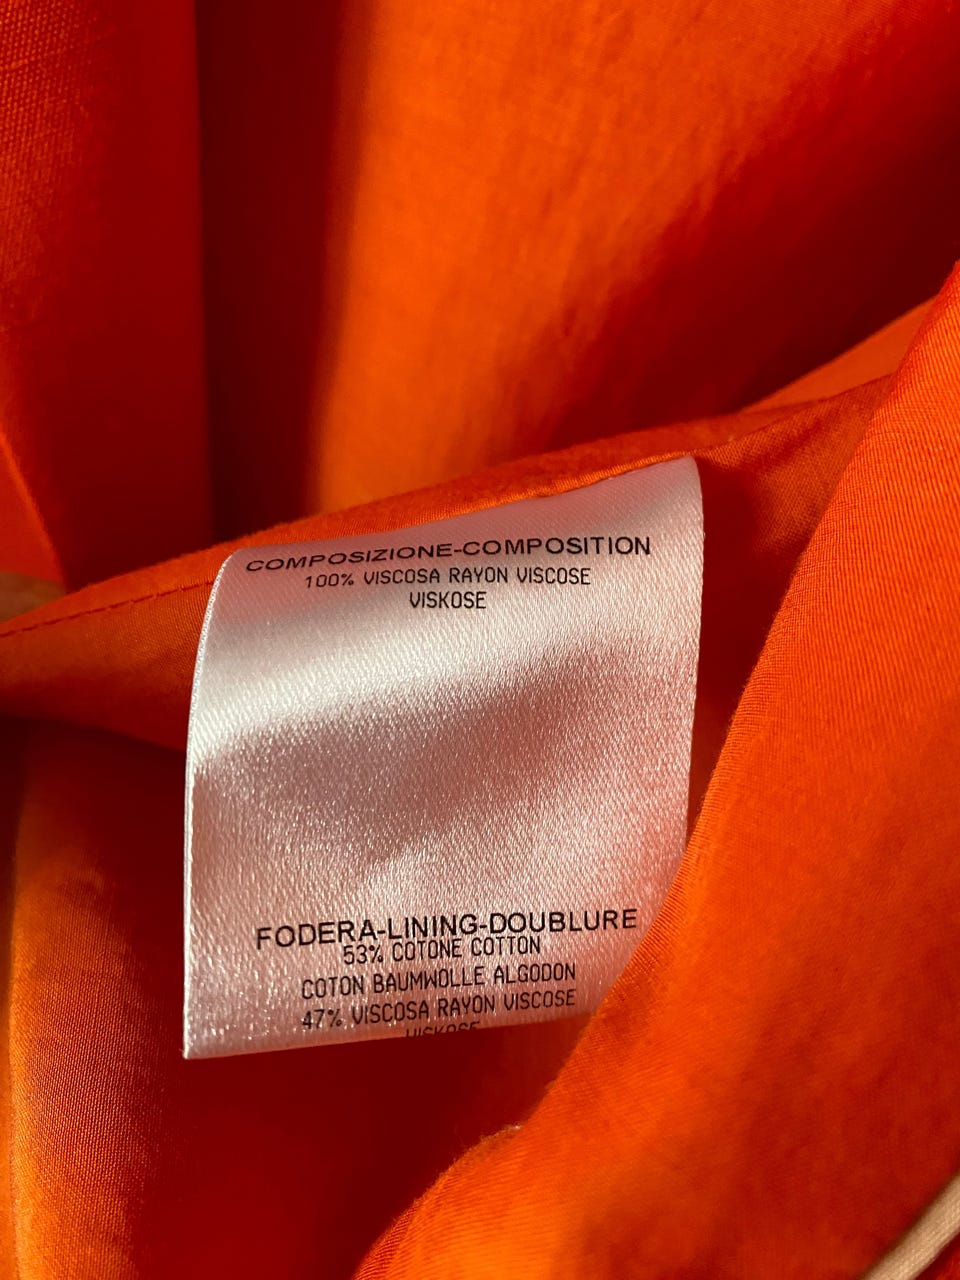 COMPOSIZIONE-COMPOSITION
100% VISCOSA RAYON VISCOSE
VISKOSE
FODERA-LINING-DOUBLURE
53% COTONE COTTON
COTON BAUMWOLLE ALGODON
47% VISCOSA RAYON VISCOSE
VISKOSE